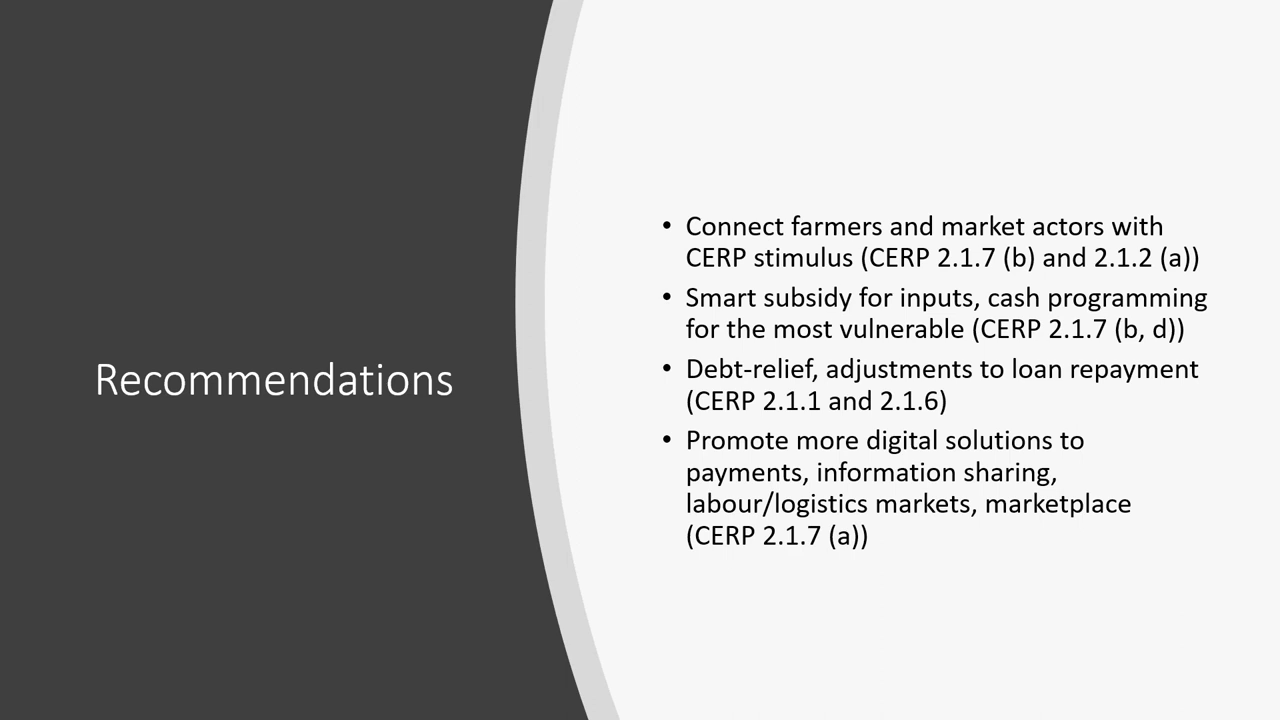 Recommendations
• Connect farmers and market actors with
CERP stimulus (CERP 2.1.7 (b) and 2.1.2 (a))
• Smart subsidy for inputs, cash programming
for the most vulnerable (CERP 2.1.7 (b, d))
• Debt-relief, adjustments to loan repayment
(CERP 2.1.1 and 2.1.6)
• Promote more digital solutions to
payments, information sharing,
labour/logistics markets, marketplace
(CERP 2.1.7 (a))